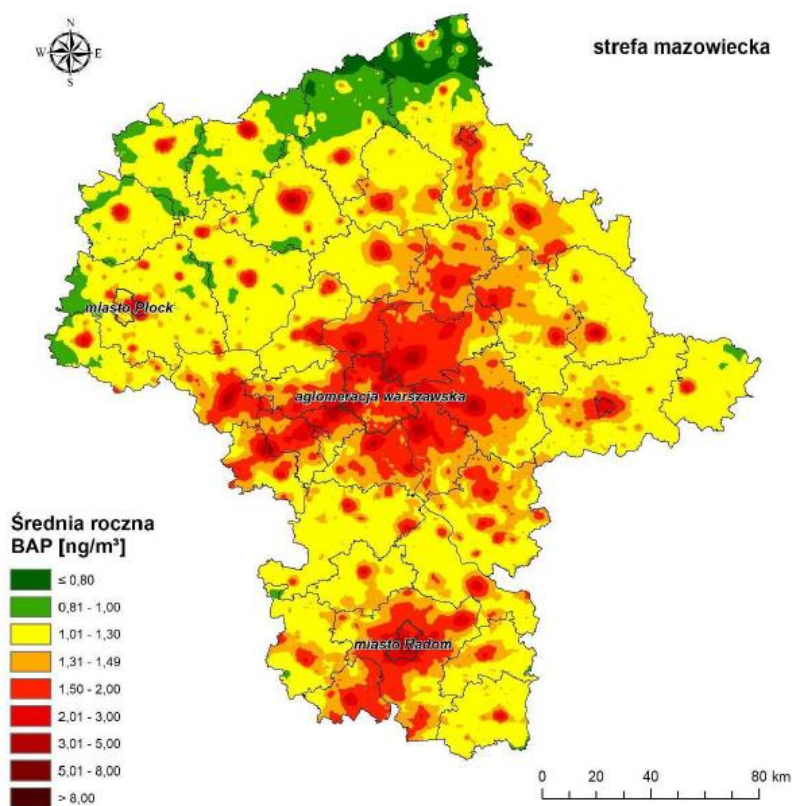 N
W E
S
strefa mazowiecka
miasto Płock
aglomeracja warszawska
miasto Radom
Średnia roczna
BAP [ng/m³]
≤ 0,80
0,81 - 1,00
1,01 - 1,30
1,31 - 1,49
1,50 - 2,00
2,01 - 3,00
3,01 - 5,00
5,01 - 8,00
> 8,00
0 20 40 80 km